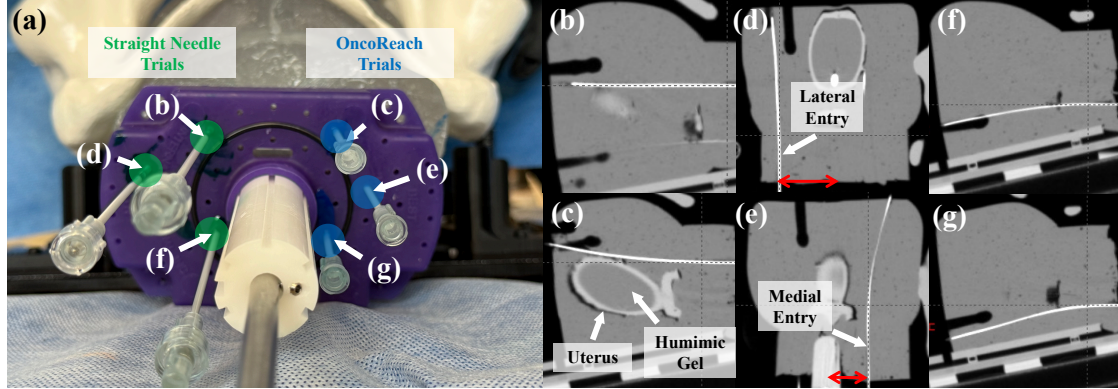 (a)
Straight Needle
Trials
OncoReach
Trials
(b)
(c)
(d)
(e)
(f)
(g)
(b)
(d)
Lateral
Entry
(f)
(c)
Uterus
Humimic
Gel
(e)
Medial
Entry
(g)